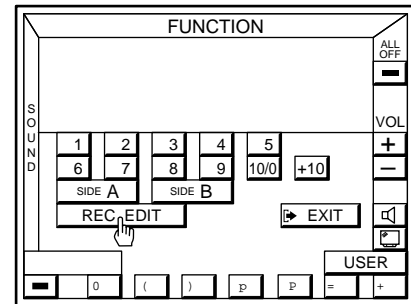 FUNCTION
ALL
OFF
SOUND
VOL
1 2 3 4 5 +
6 7 8 9 10/0 +10 −
SIDE A SIDE B
REC EDIT EXIT
USER
0 ( ) p P = +